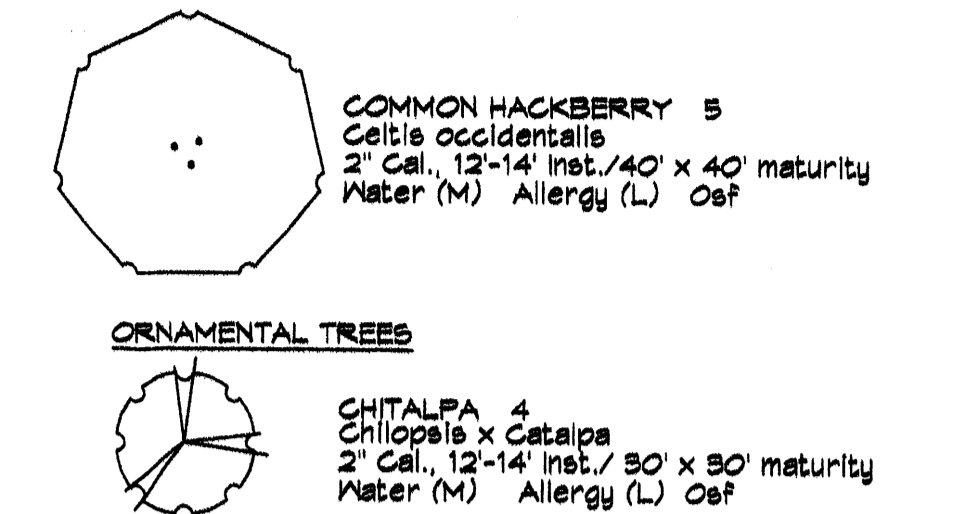 COMMON HACKBERRY 5
Celtis occidentalis
2" Cal., 12'-14' Inst./40' x 40' maturity
Water (M) Allergy (L) Osf
ORNAMENTAL TREES
CHITALPA 4
Chilopsis x Catalpa
2" Cal., 12'-14' Inst./ 30' x 30' maturity
Water (M) Allergy (L) Osf